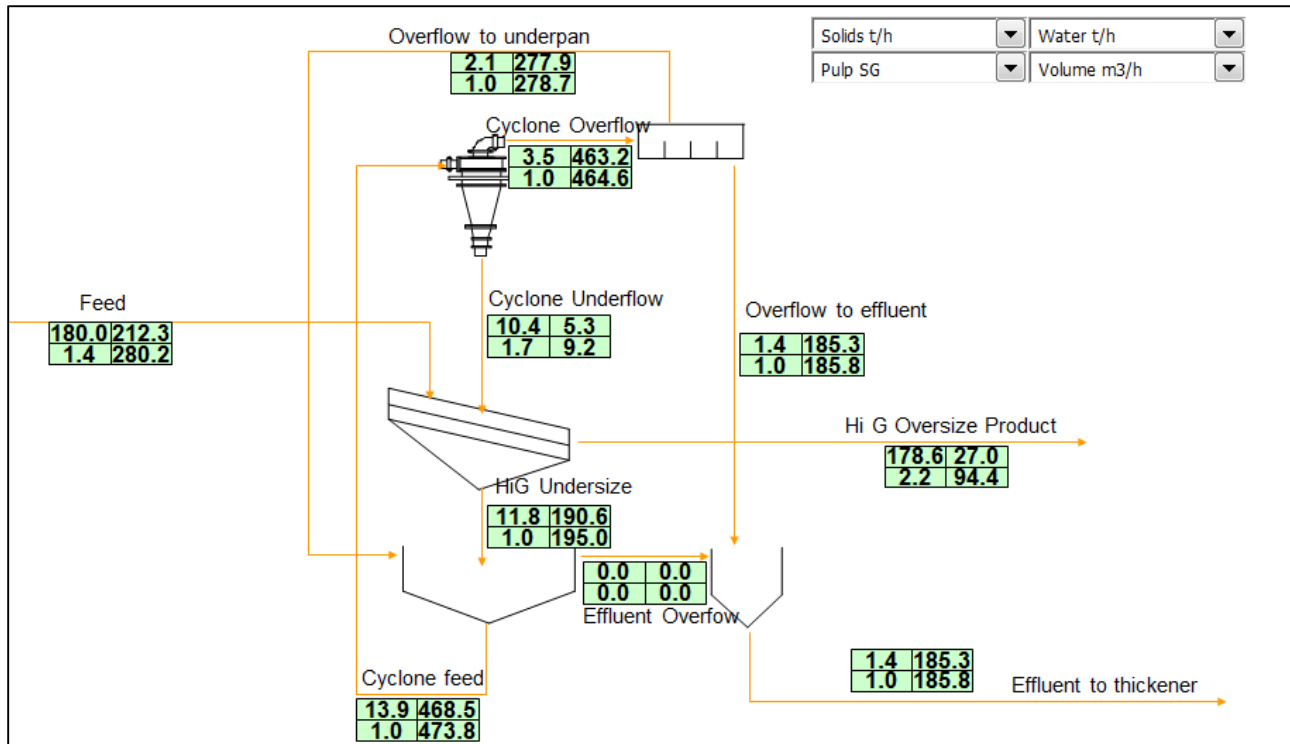 Overflow to underpan
2.1 277.9
1.0 278.7
Solids t/h Water t/h
Pulp SG Volume m3/h
Cyclone Overflow
3.5 463.2
1.0 464.6
Feed
180.0 212.3
1.4 280.2
Cyclone Underflow
10.4 5.3
1.7 9.2
Overflow to effluent
1.4 185.3
1.0 185.8
Hi G Oversize Product
178.6 27.0
2.2 94.4
HiG Undersize
11.8 190.6
1.0 195.0
0.0 0.0
0.0 0.0
Effluent Overfow
Cyclone feed
13.9 468.5
1.0 473.8
1.4 185.3
1.0 185.8
Effluent to thickener